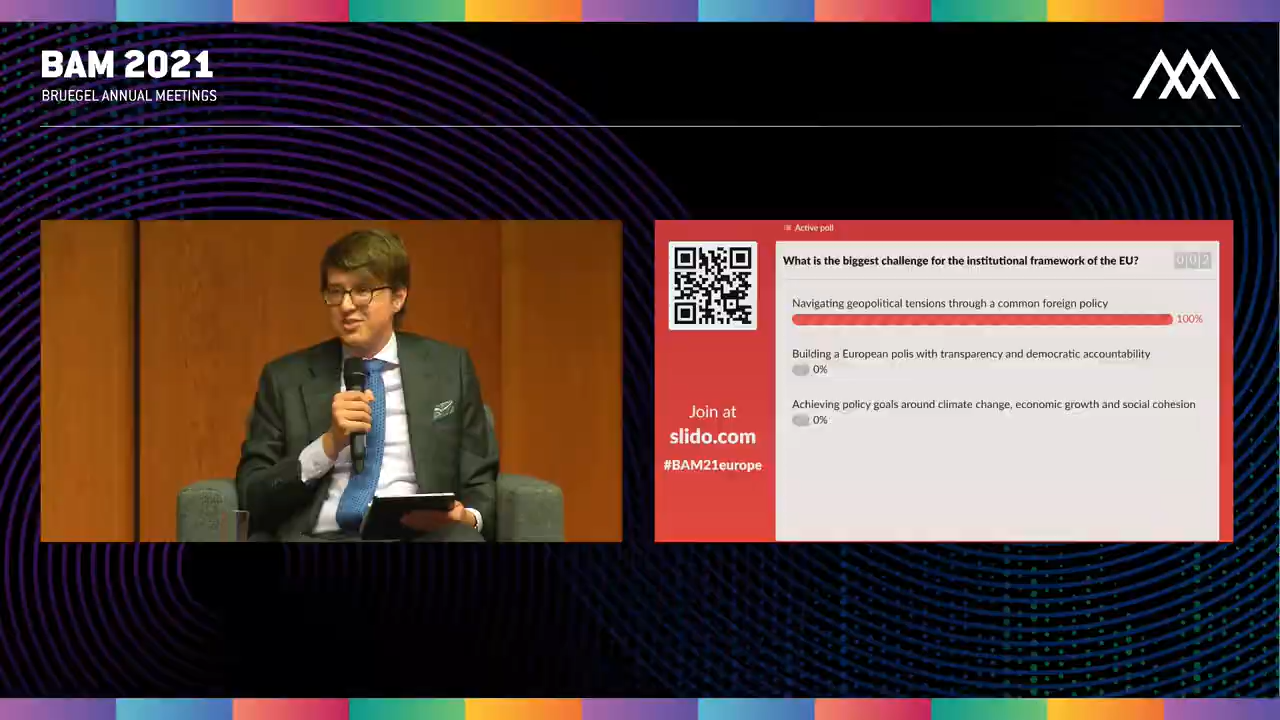 BAM 2021
BRUEGEL ANNUAL MEETINGS
Active poll
What is the biggest challenge for the institutional framework of the EU?
002
Navigating geopolitical tensions through a common foreign policy
100%
Building a European polis with transparency and democratic accountability
0%
Achieving policy goals around climate change, economic growth and social cohesion
0%
Join at
slido.com
#BAM21europe